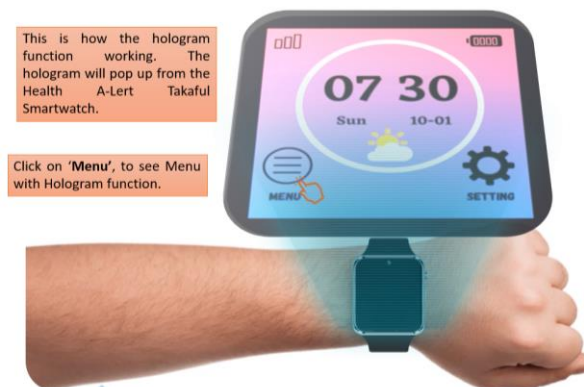 This is how the hologram
function working. The
hologram will pop up from the
Health A-Lert Takaful
Smartwatch.
Click on ‘Menu’, to see Menu
with Hologram function.
07 30
Sun 10-01
MENU
SETTING